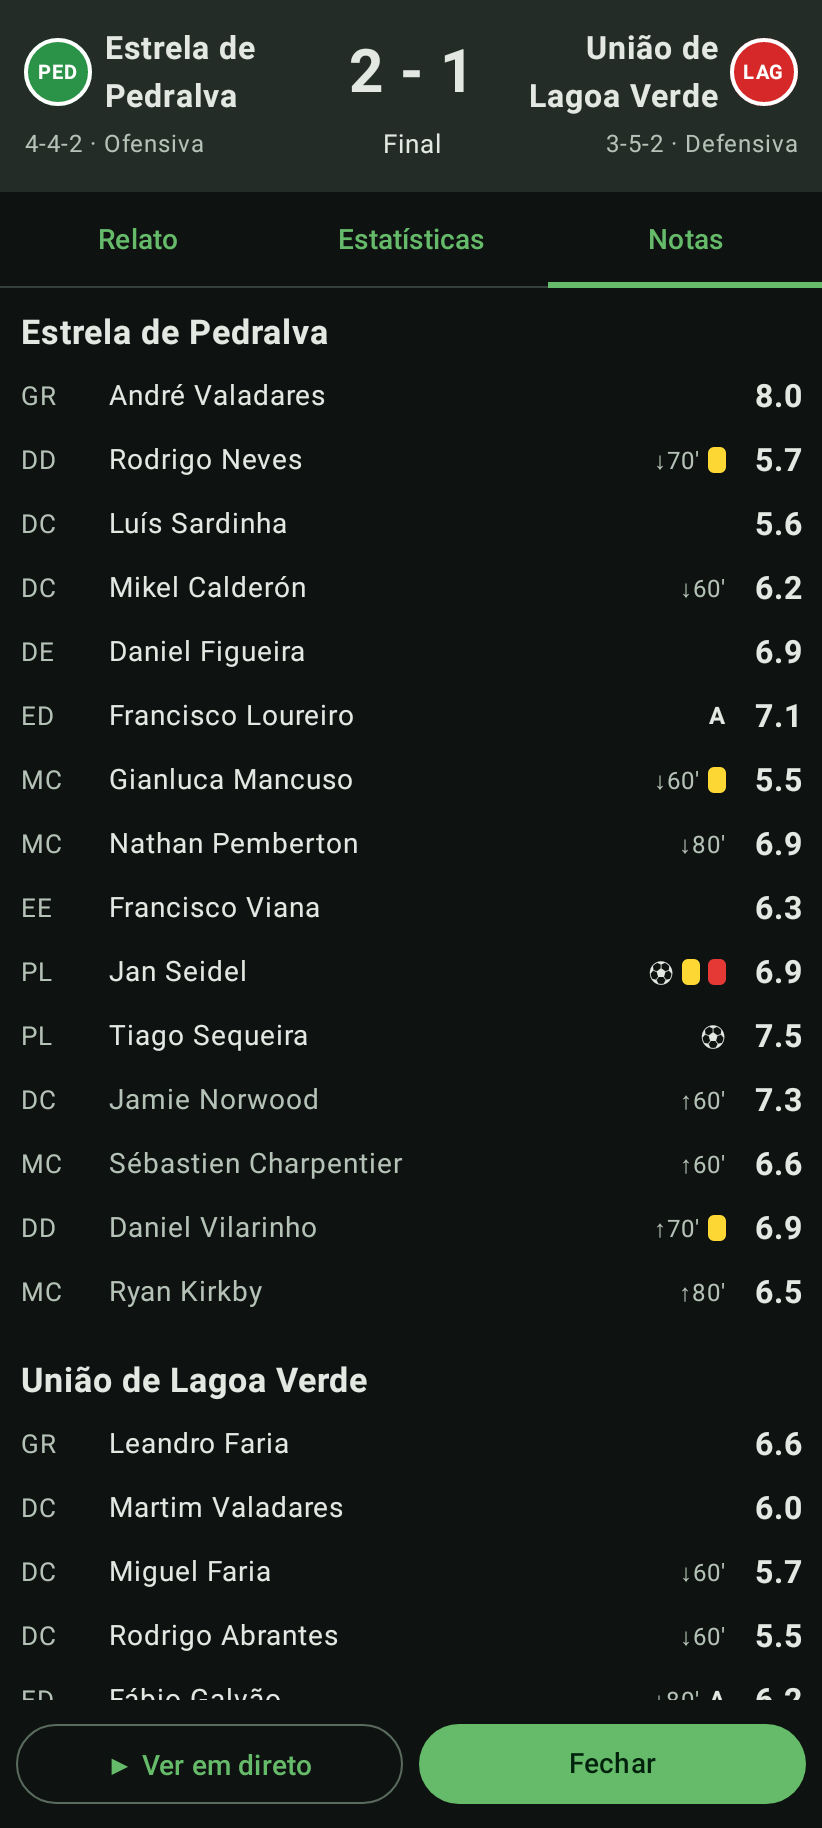 PED
Estrela de
Pedralva
2 - 1
União de
Lagoa Verde
LAG
4-4-2 · Ofensiva
Final
3-5-2 · Defensiva
Relato
Estatísticas
Notas
Estrela de Pedralva
GR André Valadares 8.0
DD Rodrigo Neves ↓70' 5.7
DC Luís Sardinha 5.6
DC Mikel Calderón ↓60' 6.2
DE Daniel Figueira 6.9
ED Francisco Loureiro A 7.1
MC Gianluca Mancuso ↓60' 5.5
MC Nathan Pemberton ↓80' 6.9
EE Francisco Viana 6.3
PL Jan Seidel 6.9
PL Tiago Sequeira 7.5
DC Jamie Norwood ↑60' 7.3
MC Sébastien Charpentier ↑60' 6.6
DD Daniel Vilarinho ↑70' 6.9
MC Ryan Kirkby ↑80' 6.5
União de Lagoa Verde
GR Leandro Faria 6.6
DC Martim Valadares 6.0
DC Miguel Faria ↓60' 5.7
DC Rodrigo Abrantes ↓60' 5.5
ED Fábio Galvão ↓80' A 6.2
► Ver em direto
Fechar